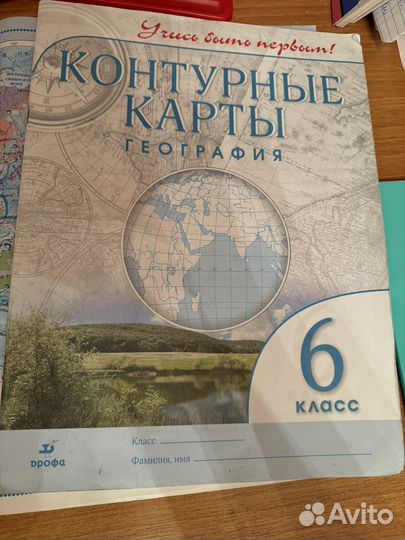 Учись быть первым!
КОНТУРНЫЕ
КАРТЫ
ГЕОГРАФИЯ
6
КЛАСС
Класс
Фамилия, имя
ДРОФА
Avito